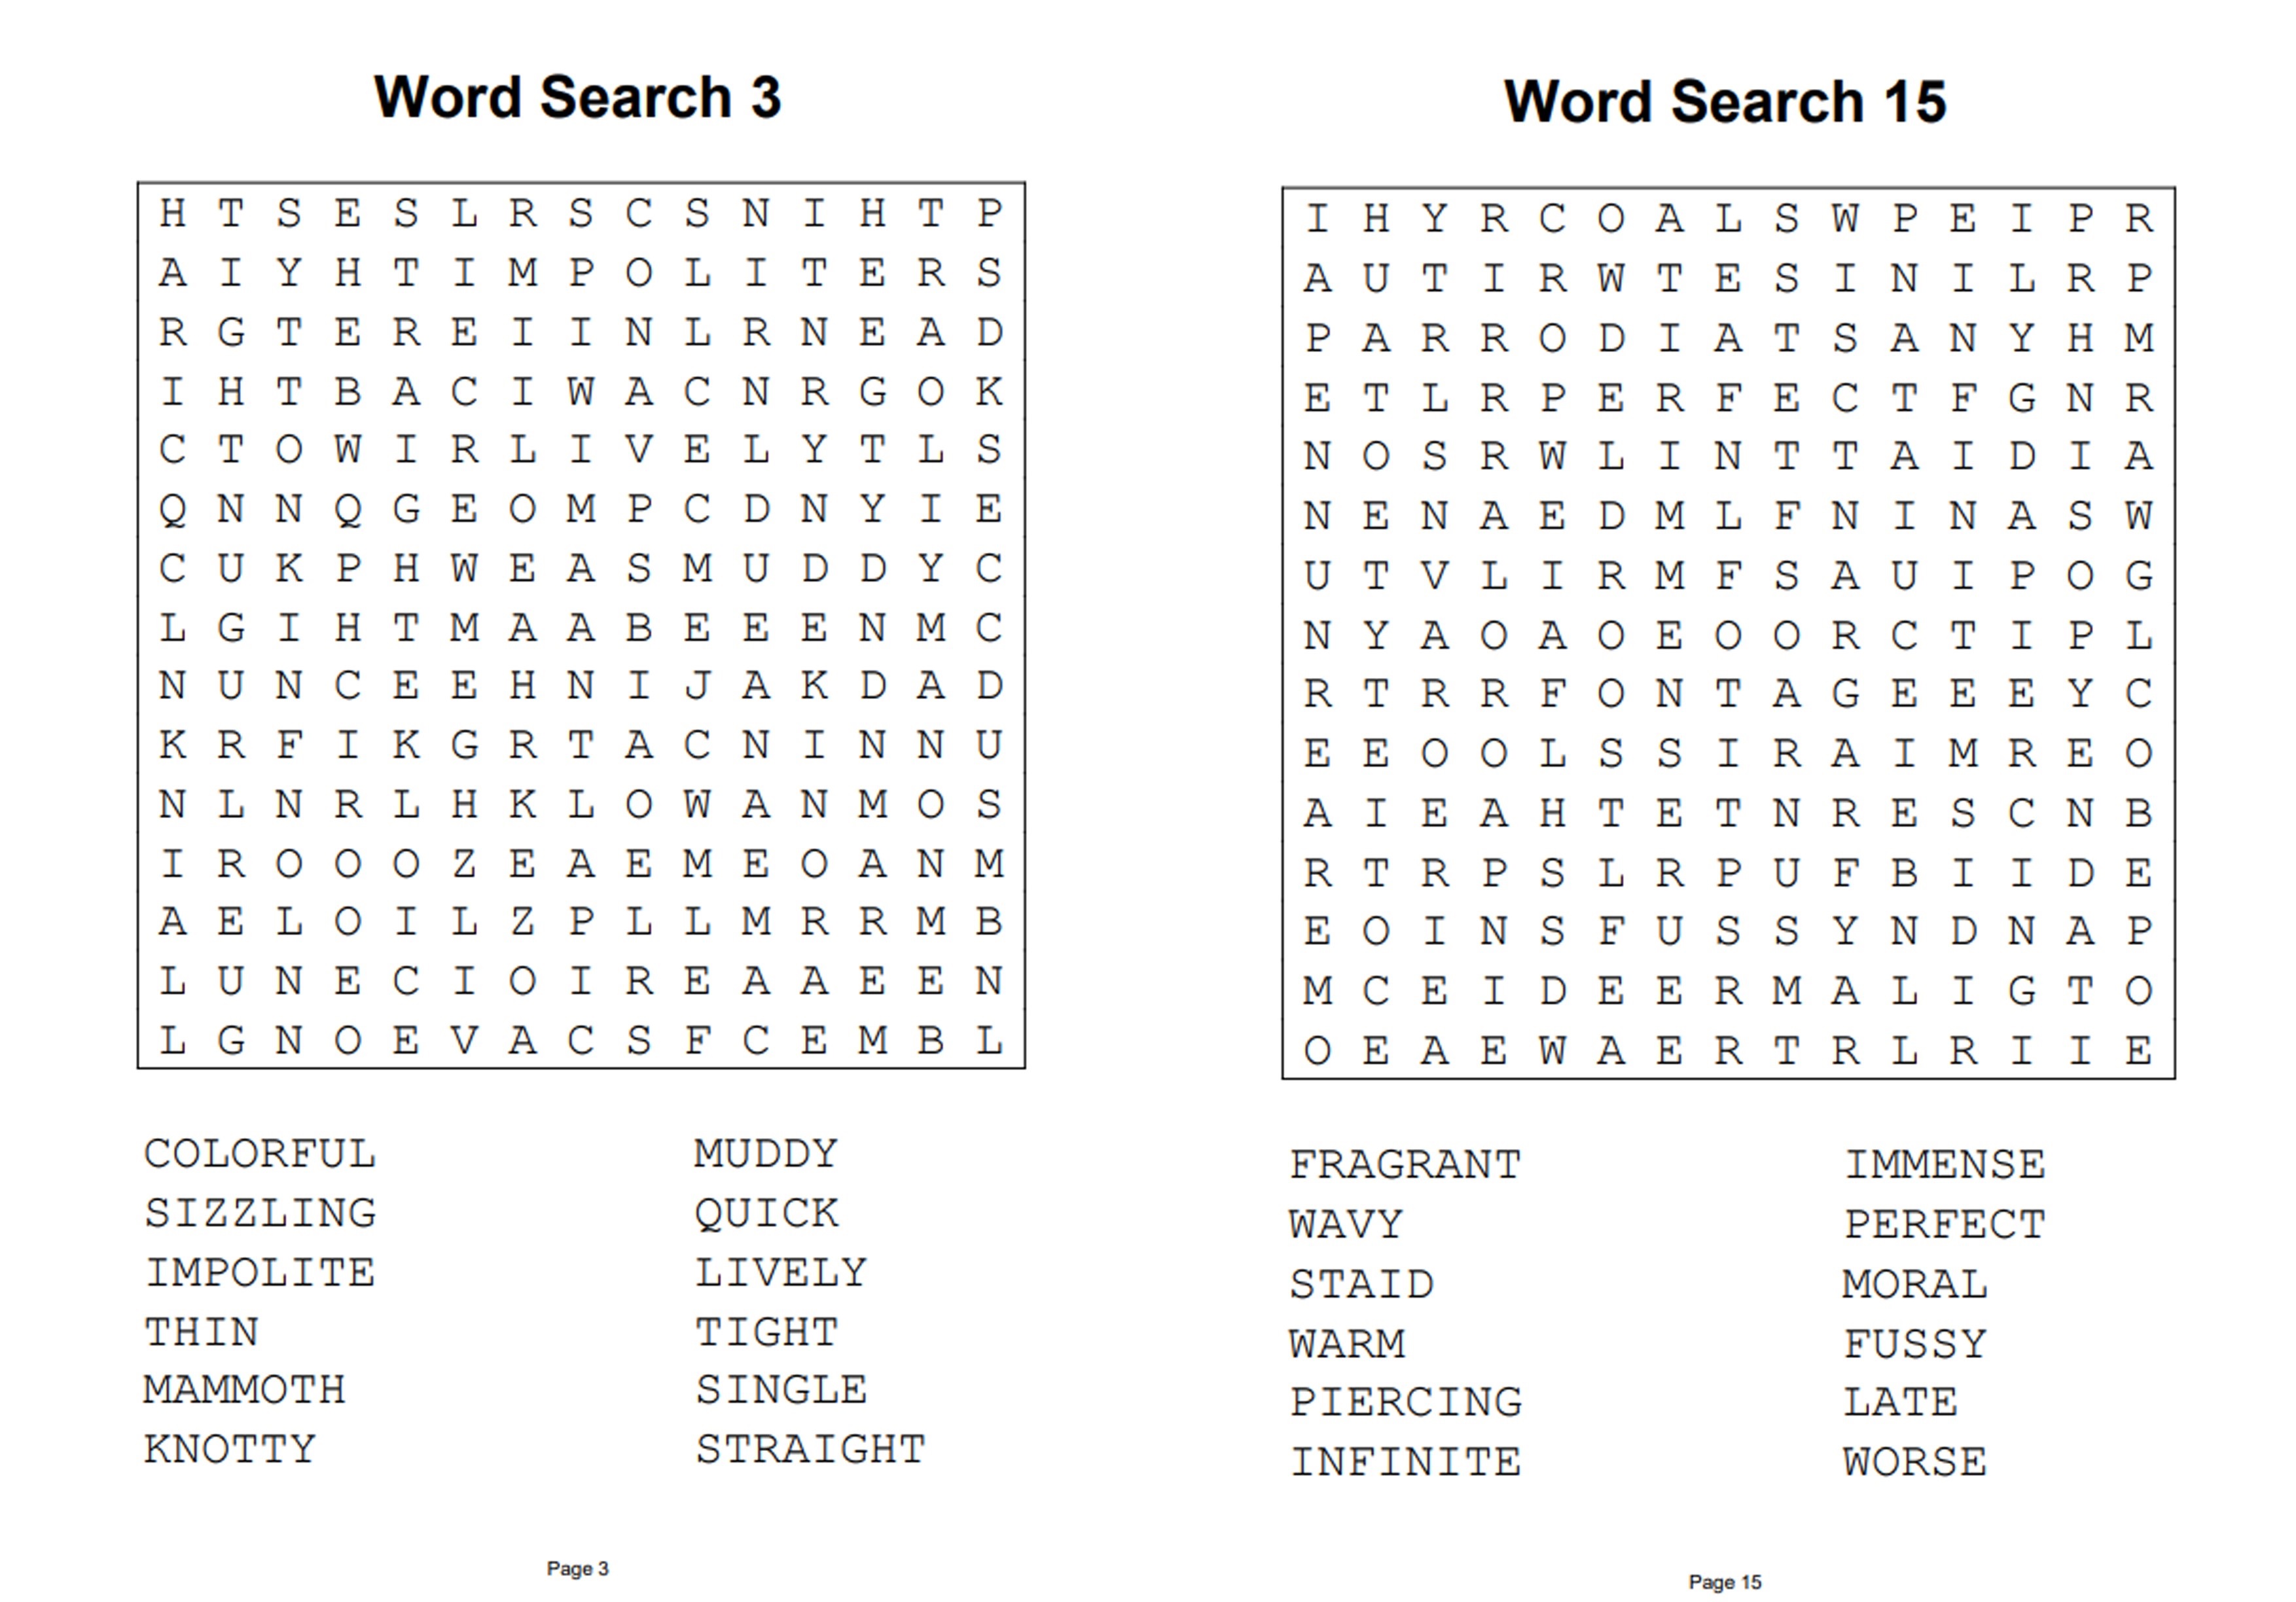 Word Search 3
H T S E S L R S C S N I H T P
A I Y H T I M P O L I T E R S
R G T E R E I I N L R N E A D
I H T B A C I W A C N R G O K
C T O W I R L I V E L Y T L S
Q N N Q G E O M P C D N Y I E
C U K P H W E A S M U D D Y C
L G I H T M A A B E E E N M C
N U N C E E H N I J A K D A D
K R F I K G R T A C N I N N U
N L N R L H K L O W A N M O S
I R O O O Z E A E M E O A N M
A E L O I L Z P L L M R R M B
L U N E C I O I R E A A E E N
L G N O E V A C S F C E M B L
COLORFUL MUDDY
SIZZLING QUICK
IMPOLITE LIVELY
THIN TIGHT
MAMMOTH SINGLE
KNOTTY STRAIGHT
Page 3
Word Search 15
I H Y R C O A L S W P E I P R
A U T I R W T E S I N I L R P
P A R R O D I A T S A N Y H M
E T L R P E R F E C T F G N R
N O S R W L I N T T A I D I A
N E N A E D M L F N I N A S W
U T V L I R M F S A U I P O G
N Y A O A O E O O R C T I P L
R T R R F O N T A G E E E Y C
E E O O L S S I R A I M R E O
A I E A H T E T N R E S C N B
R T R P S L R P U F B I I D E
E O I N S F U S S Y N D N A P
M C E I D E E R M A L I G T O
O E A E W A E R T R L R I I E
FRAGRANT IMMENSE
WAVY PERFECT
STAID MORAL
WARM FUSSY
PIERCING LATE
INFINITE WORSE
Page 15